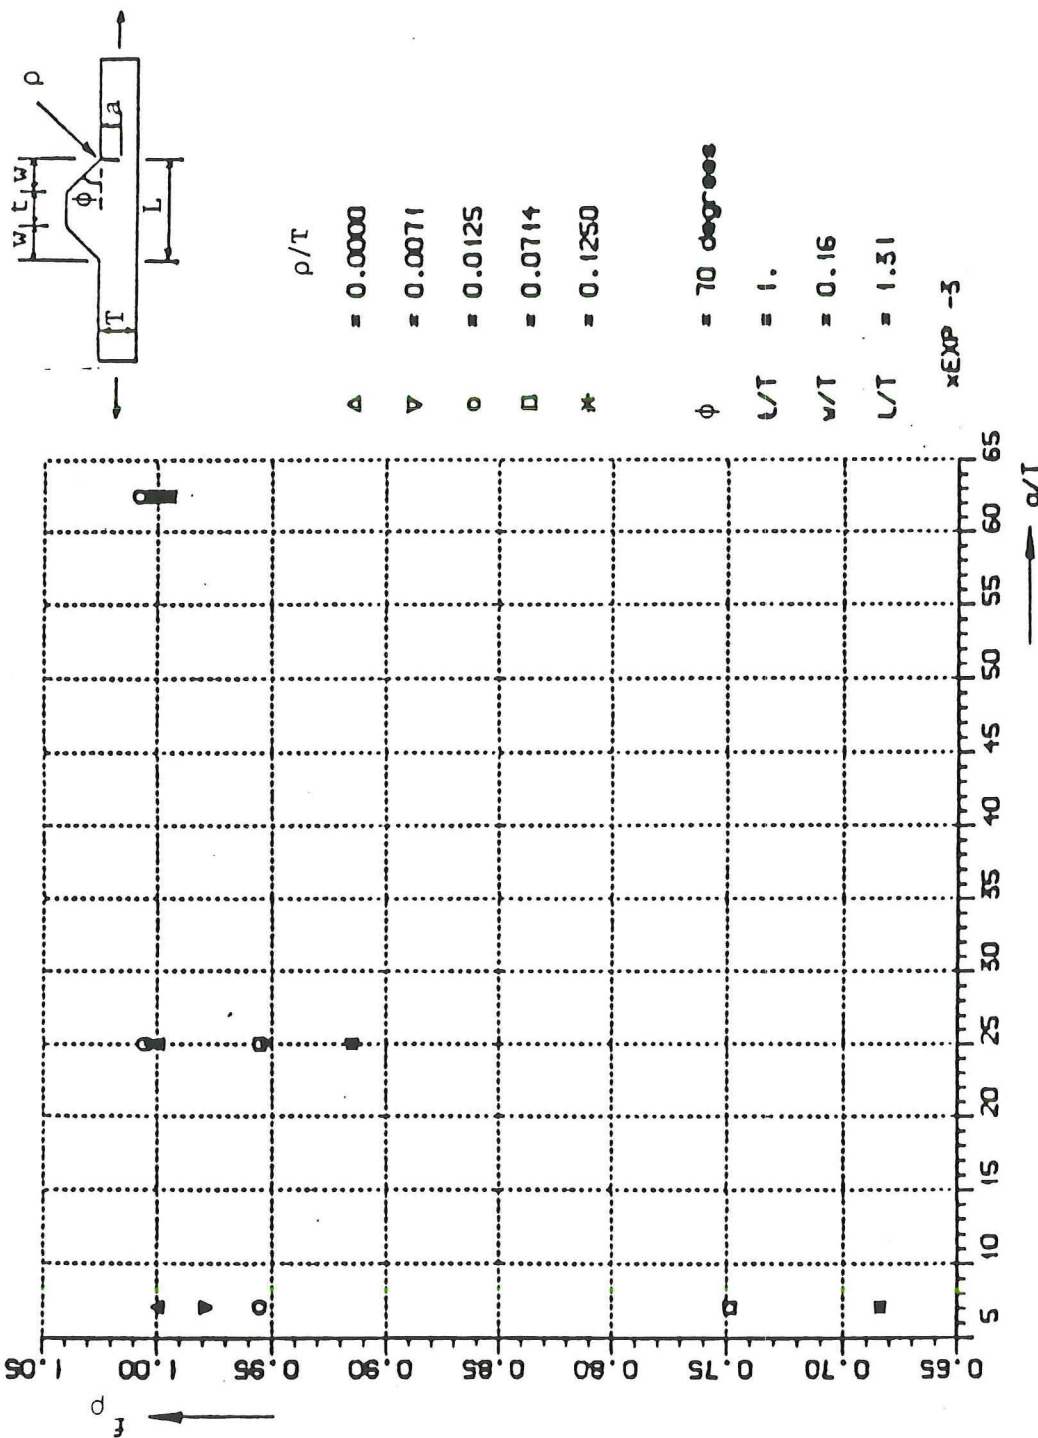 w t w
ρ
T
ϕ
a
L
ρ/T
△ = 0.0000
▽ = 0.0071
○ = 0.0125
□ = 0.0714
* = 0.1250
ϕ = 70 degrees
t/T = 1.
w/T = 0.16
L/T = 1.31
*EXP -3
fρ
1.05
1.00
0.95
0.90
0.85
0.80
0.75
0.70
0.65
5 10 15 20 25 30 35 40 45 50 55 60 65
a/T